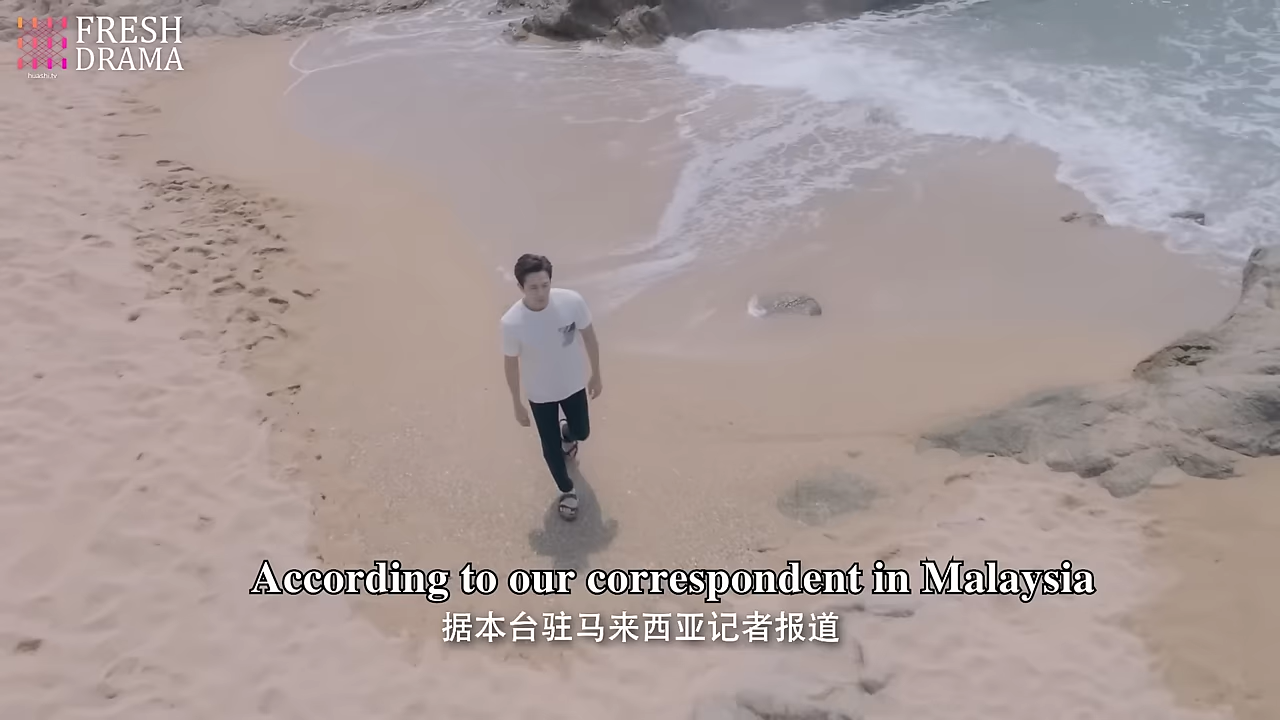 FRESH
DRAMA
huashi.tv
According to our correspondent in Malaysia
据本台驻马来西亚记者报道